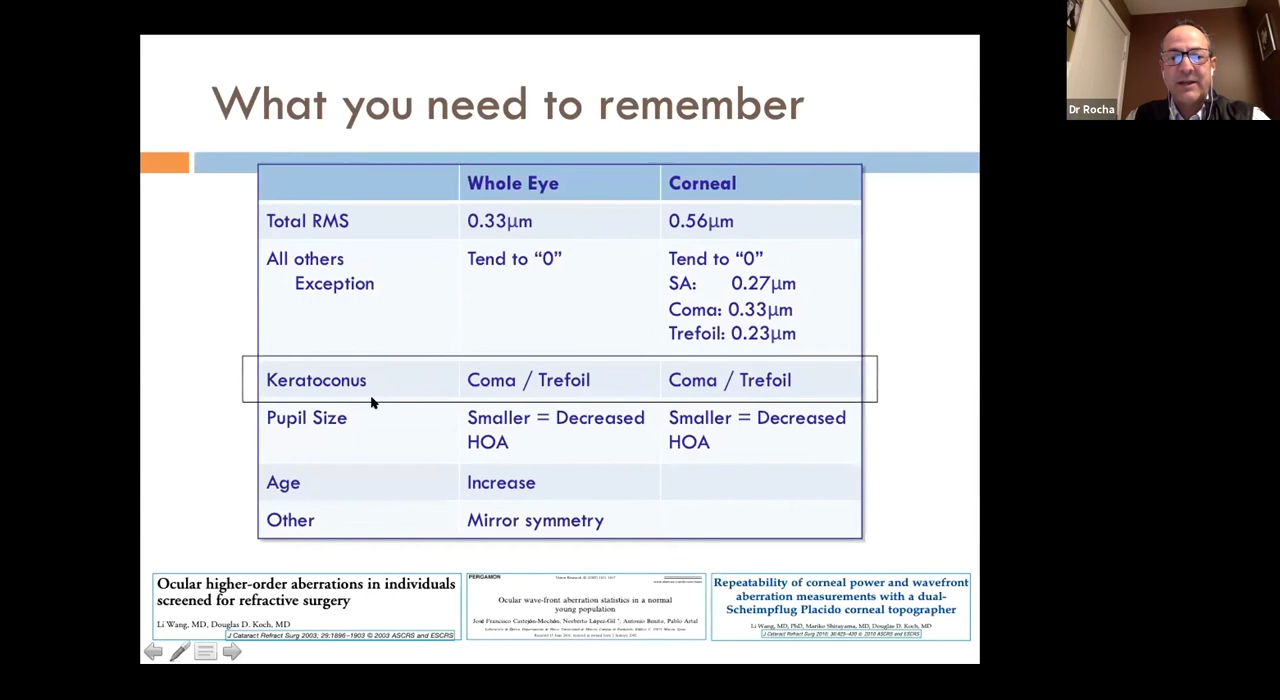 Dr Rocha
What you need to remember
Whole Eye Corneal
Total RMS 0.33μm 0.56μm
All others Tend to “0” Tend to “0”
Exception SA: 0.27μm
Coma: 0.33μm
Trefoil: 0.23μm
Keratoconus Coma / Trefoil Coma / Trefoil
Pupil Size Smaller = Decreased Smaller = Decreased
HOA HOA
Age Increase
Other Mirror symmetry
Ocular higher-order aberrations in individuals
screened for refractive surgery
Li Wang, MD, Douglas D. Koch, MD
J Cataract Refract Surg 2003; 29:1896–1903 © 2003 ASCRS and ESCRS
PERGAMON
Ocular wave-front aberration statistics in a normal
young population
José Francisco Castejón-Mochón, Norberto López-Gil *, Antonio Benito, Pablo Artal
Repeatability of corneal power and wavefront
aberration measurements with a dual-
Scheimpflug Placido corneal topographer
Li Wang, MD, PhD, Mariko Shirayama, MD, Douglas D. Koch, MD
J Cataract Refract Surg 2010; 36:425–430 © 2010 ASCRS and ESCRS